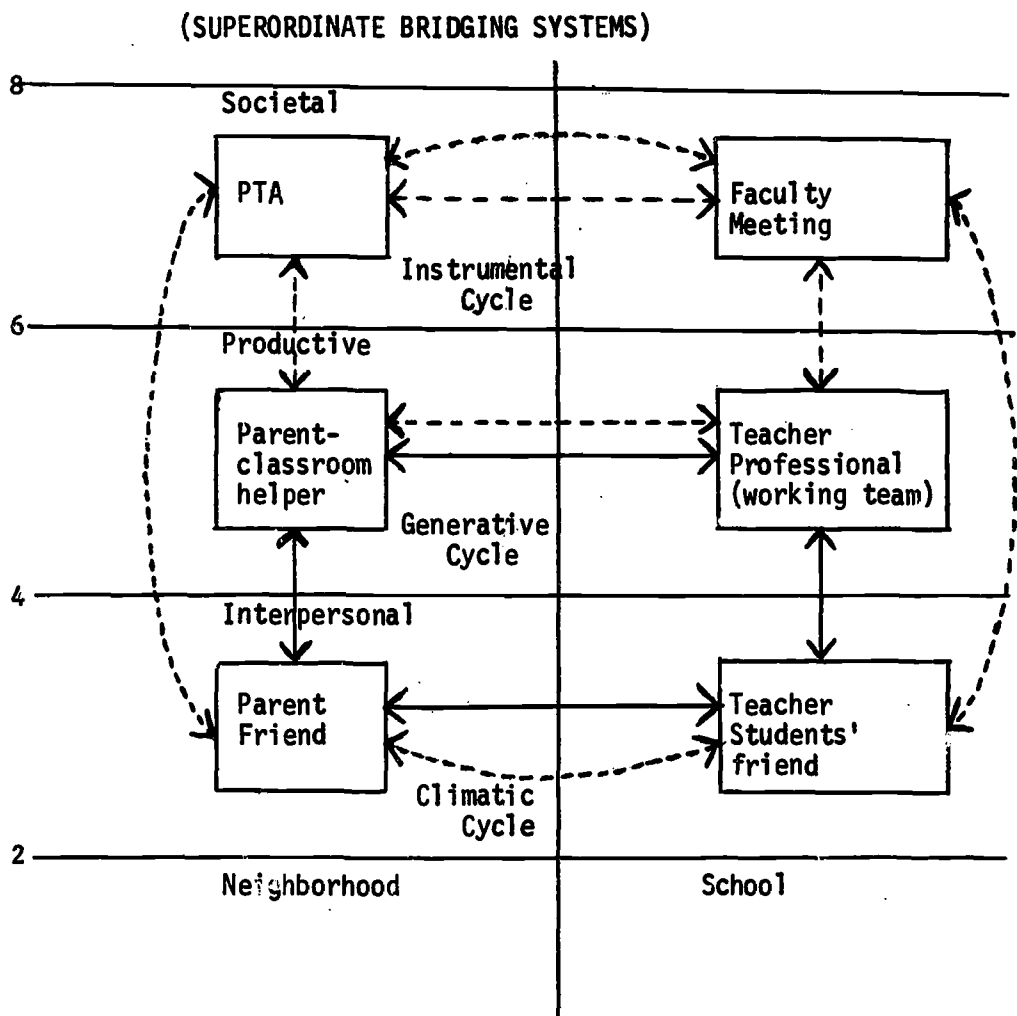 (SUPERORDINATE BRIDGING SYSTEMS)
8
Societal
PTA
Faculty
Meeting
Instrumental
Cycle
6
Productive
Parent-
classroom
helper
Teacher
Professional
(working team)
Generative
Cycle
4
Interpersonal
Parent
Friend
Teacher
Students'
friend
Climatic
Cycle
2
Neighborhood
School